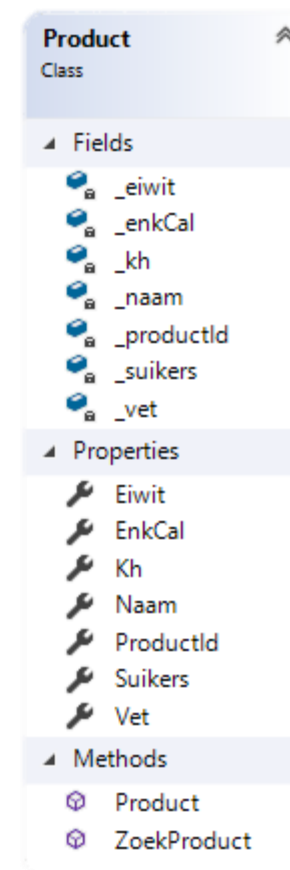 Product
Class
Fields
_eiwit
_enkCal
_kh
_naam
_productId
_suikers
_vet
Properties
Eiwit
EnkCal
Kh
Naam
ProductId
Suikers
Vet
Methods
Product
ZoekProduct